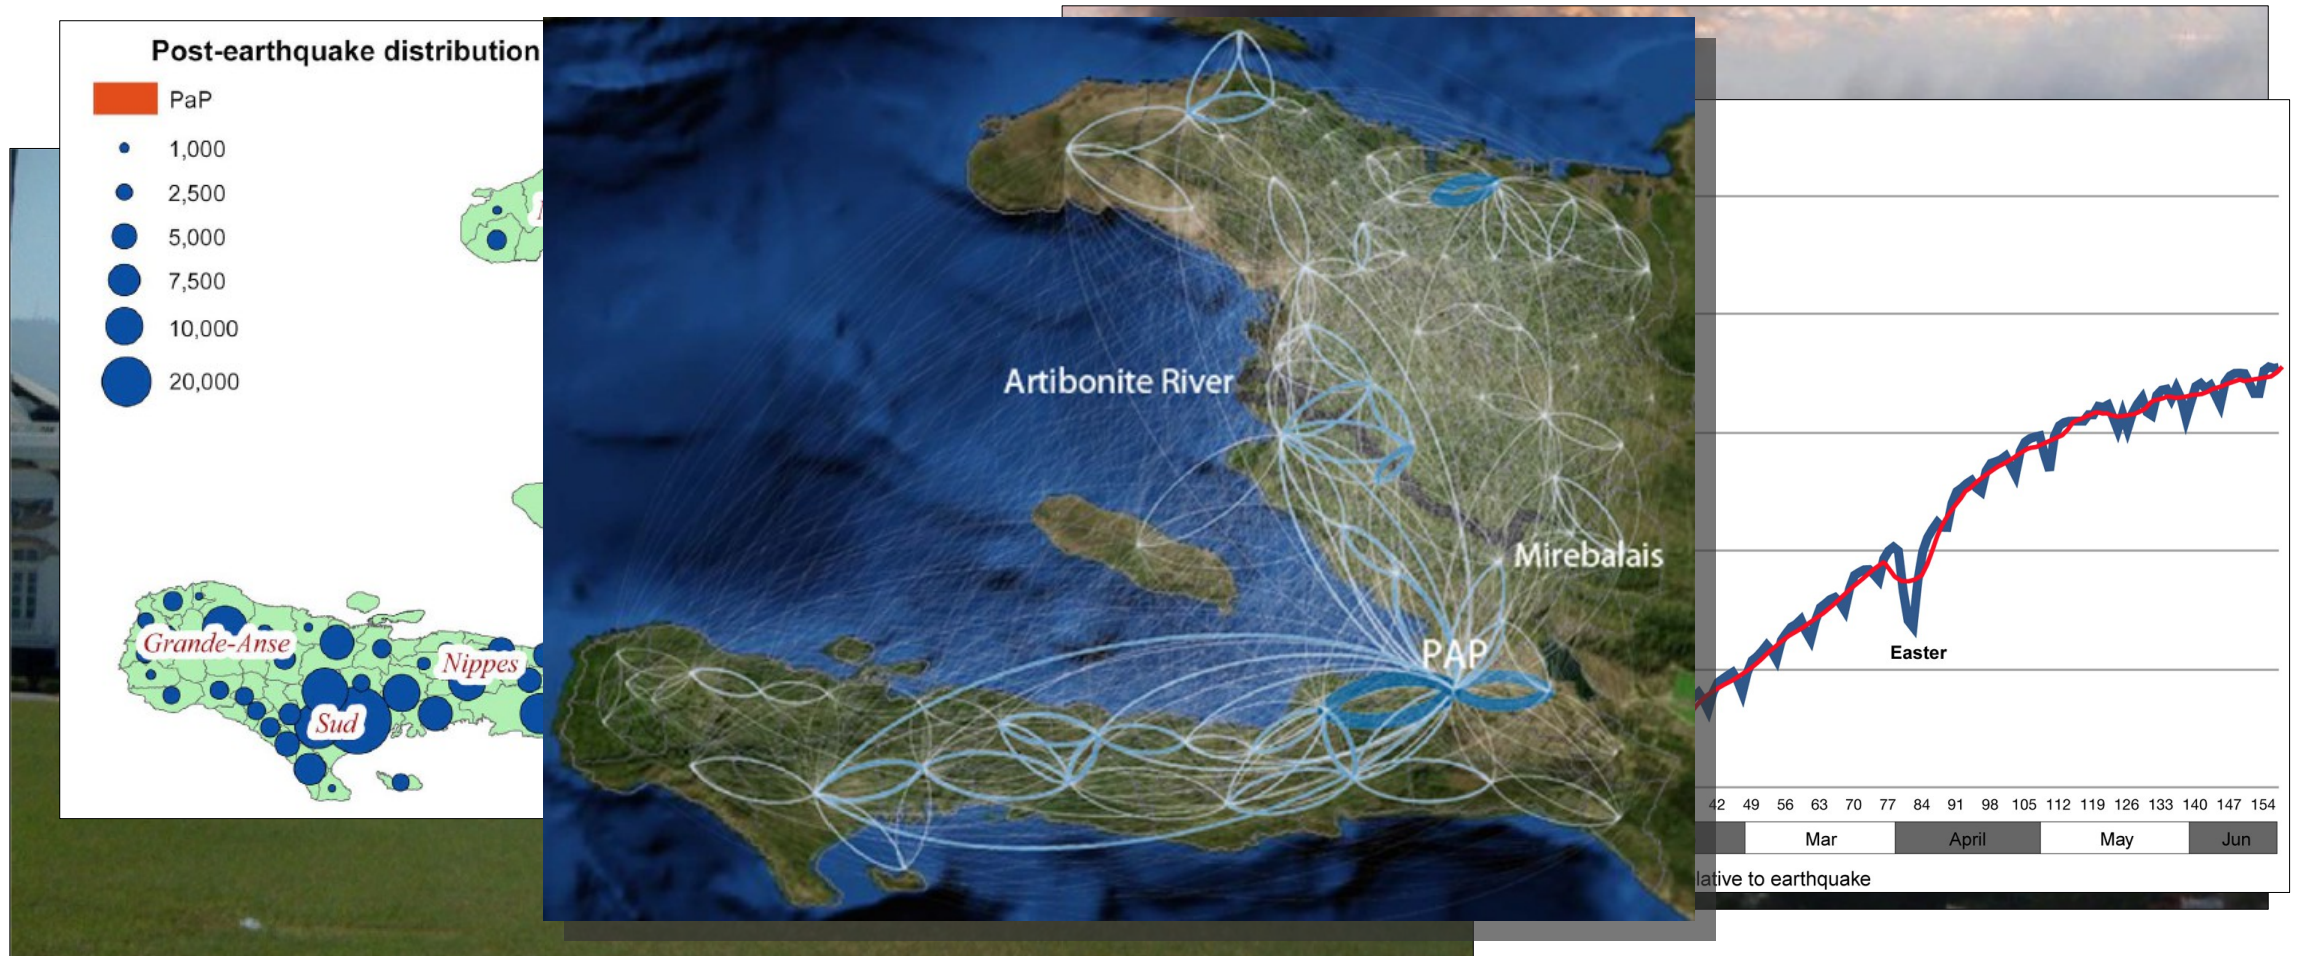 Post-earthquake distribution
PaP
1,000
2,500
5,000
7,500
10,000
20,000
Grande-Anse
Nippes
Sud
Artibonite River
Mirebalais
PAP
Easter
42 49 56 63 70 77 84 91 98 105 112 119 126 133 140 147 154
Mar April May Jun
lative to earthquake